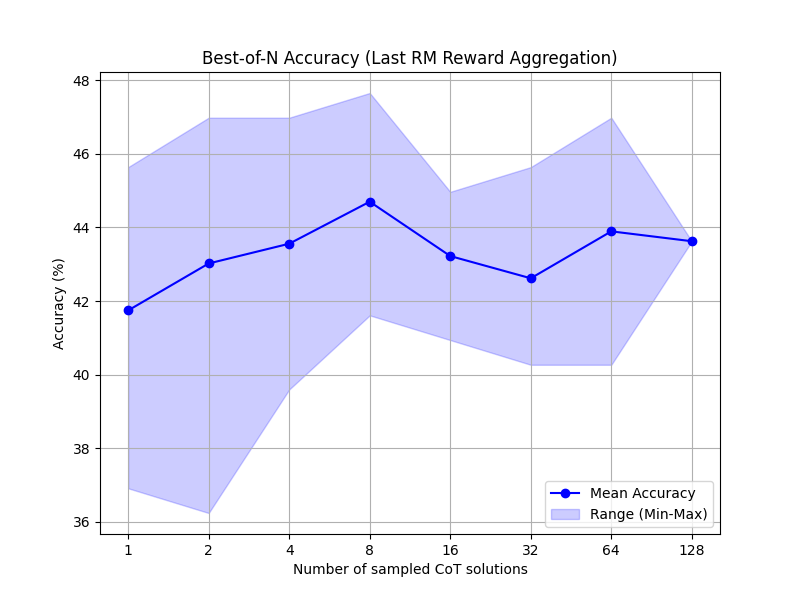 Best-of-N Accuracy (Last RM Reward Aggregation)
48
46
44
42
40
38
36
Accuracy (%)
1 2 4 8 16 32 64 128
Number of sampled CoT solutions
Mean Accuracy
Range (Min-Max)